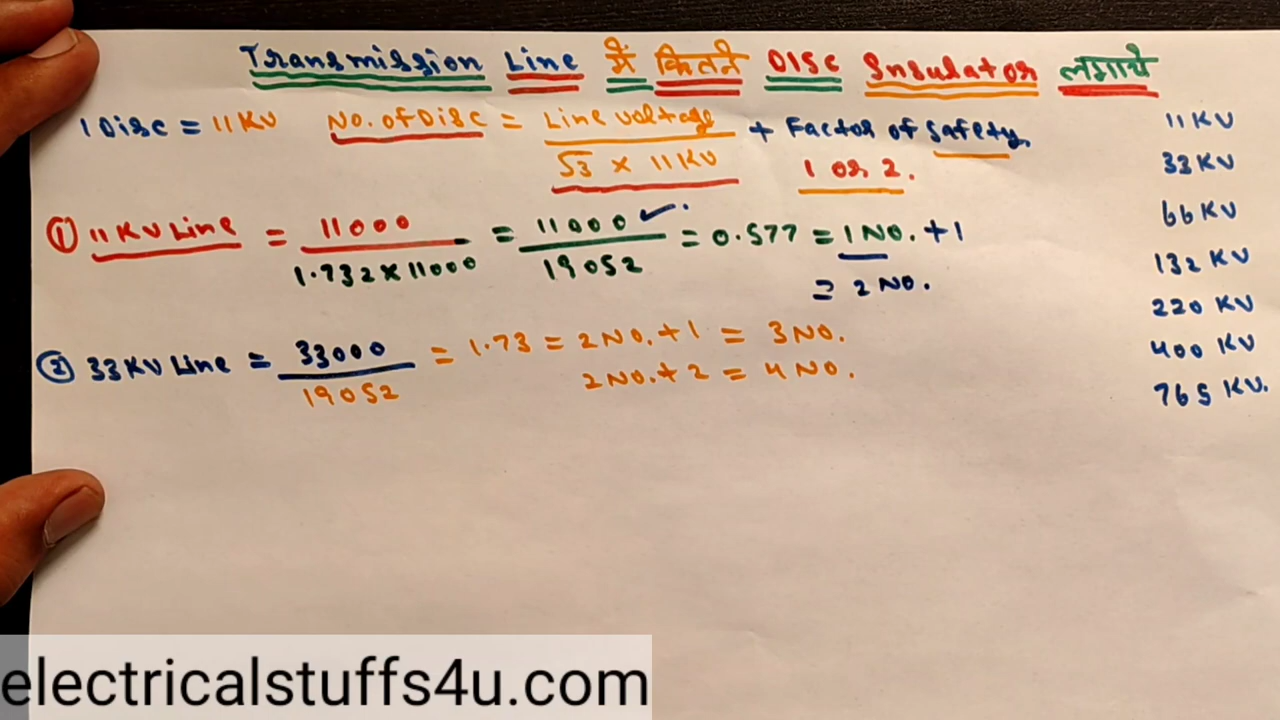 Transmission Line में कितने DISC Insulator लगाये
1 Disc = 11 KV No. of Disc = Line voltage / √3 × 11 KV + Factor of Safety.
1 or 2.
① 11 KV Line = 11000 / 1.732 × 11000 = 11000 / 19052 ✓. = 0.577 = 1 No. + 1
= 2 No.
② 33 KV Line = 33000 / 19052 = 1.73 = 2 No. + 1 = 3 No.
2 No. + 2 = 4 No.
11 KV
33 KV
66 KV
132 KV
220 KV
400 KV
765 KV.
electricalstuffs4u.com